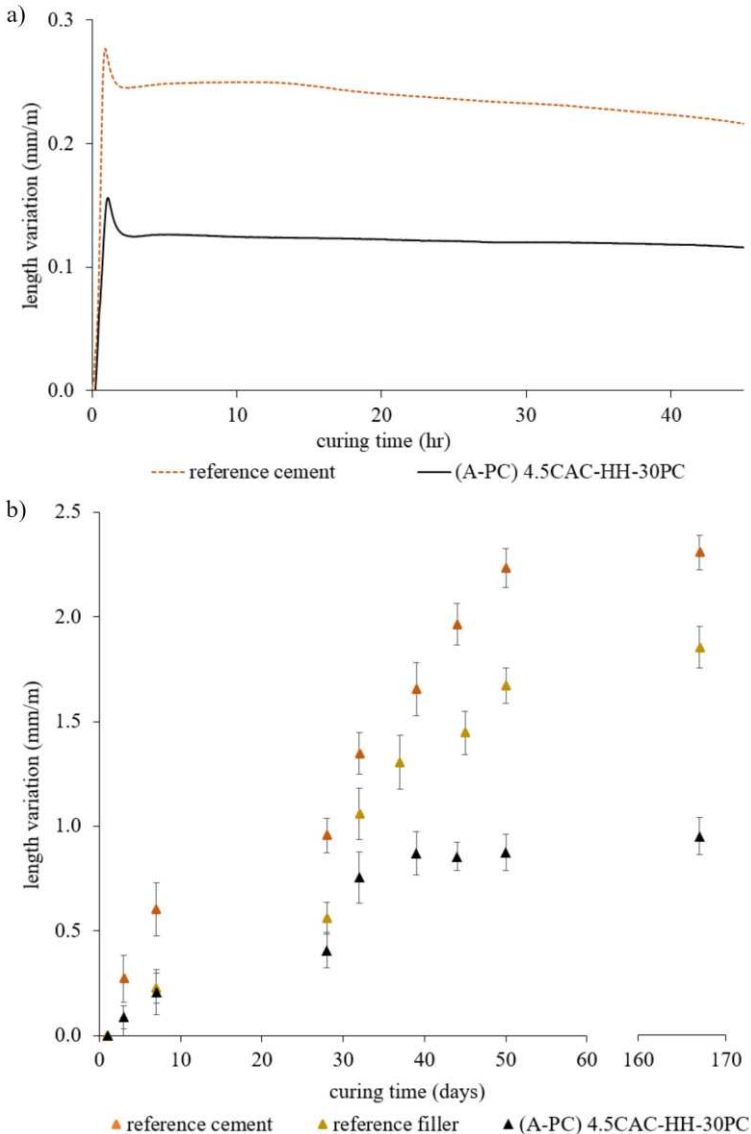 a)
0.3
0.2
0.1
0.0
length variation (mm/m)
0 10 20 30 40
curing time (hr)
reference cement (A-PC) 4.5CAC-HH-30PC
b)
2.5
2.0
1.5
1.0
0.5
0.0
length variation (mm/m)
0 10 20 30 40 50 60 160 170
curing time (days)
reference cement reference filler (A-PC) 4.5CAC-HH-30PC